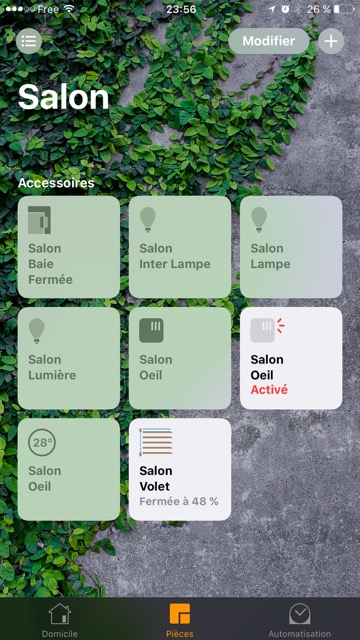 Free 23:56 26 %
Modifier
Salon
Accessoires
Salon
Baie
Fermée
Salon
Inter Lampe
Salon
Lampe
Salon
Lumière
Salon
Oeil
Salon
Oeil
Activé
28°
Salon
Oeil
Salon
Volet
Fermée à 48 %
Domicile Pièces Automatisation